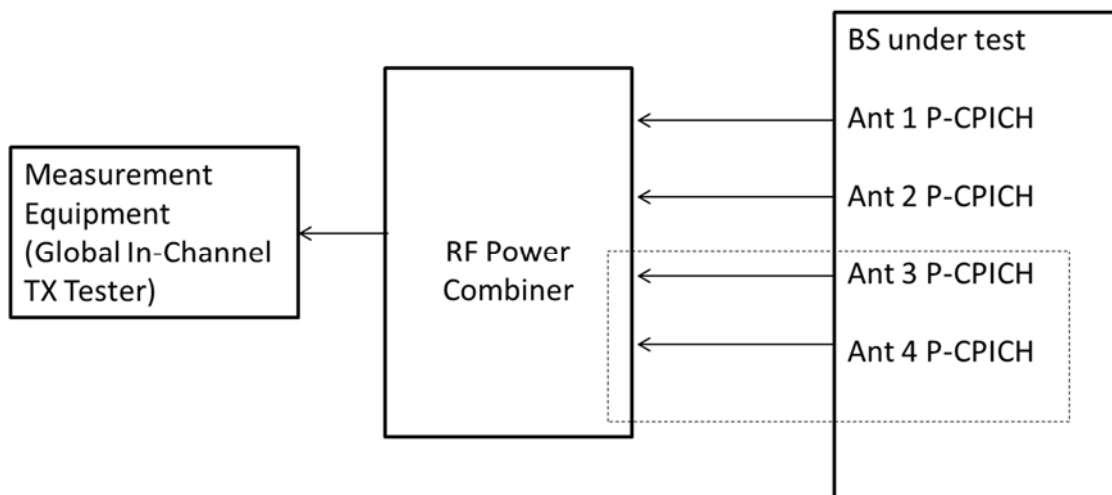 BS under test
Ant 1 P-CPICH
Ant 2 P-CPICH
Ant 3 P-CPICH
Ant 4 P-CPICH
RF Power
Combiner
Measurement
Equipment
(Global In-Channel
TX Tester)